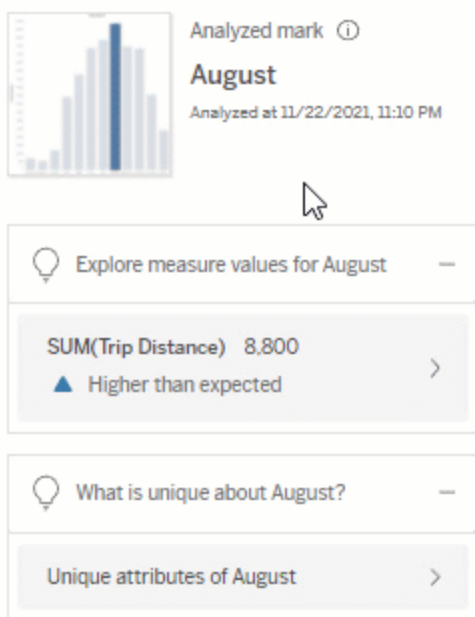 Analyzed mark
August
Analyzed at 11/22/2021, 11:10 PM
Explore measure values for August
SUM(Trip Distance) 8,800
Higher than expected
What is unique about August?
Unique attributes of August